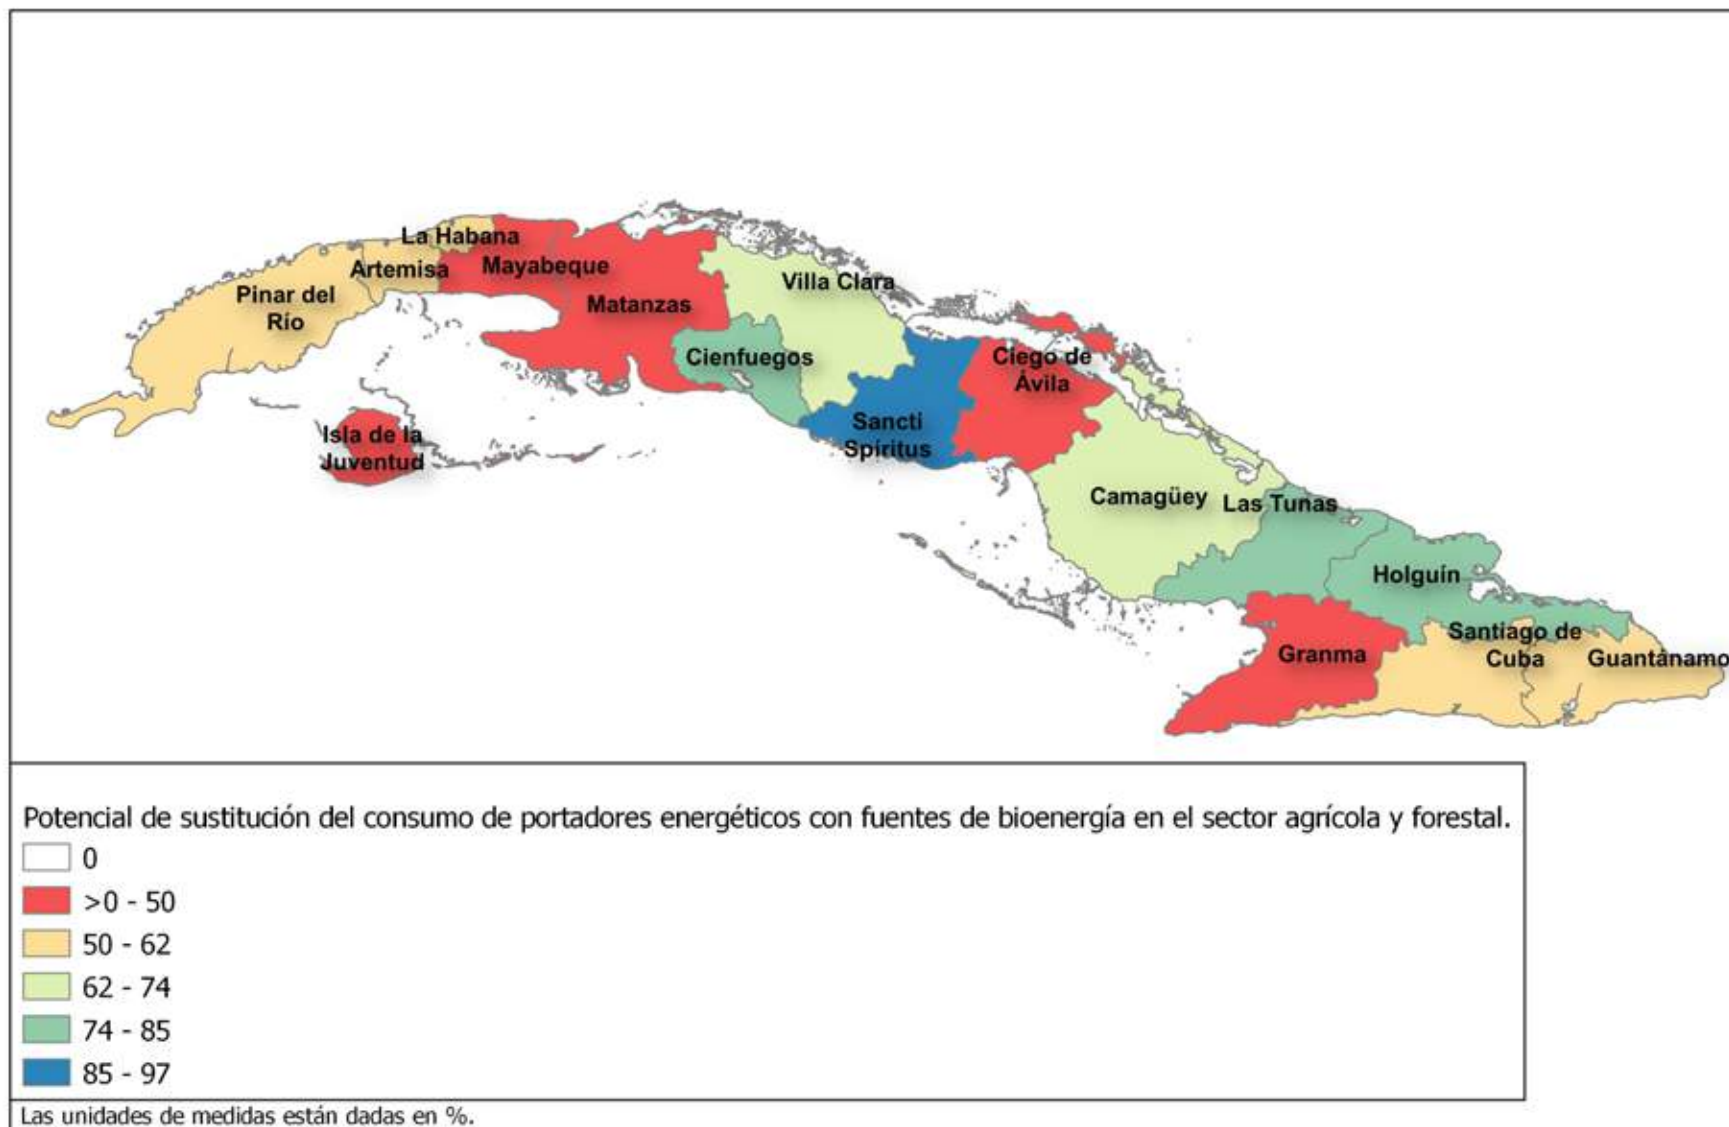 La Habana
Artemisa
Mayabeque
Pinar del
Río
Matanzas
Villa Clara
Cienfuegos
Isla de la
Juventud
Sancti
Spíritus
Ciego de
Ávila
Camagüey
Las Tunas
Holguín
Granma
Santiago de
Cuba
Guantánamo
Potencial de sustitución del consumo de portadores energéticos con fuentes de bioenergía en el sector agrícola y forestal.
0
>0 - 50
50 - 62
62 - 74
74 - 85
85 - 97
Las unidades de medidas están dadas en %.